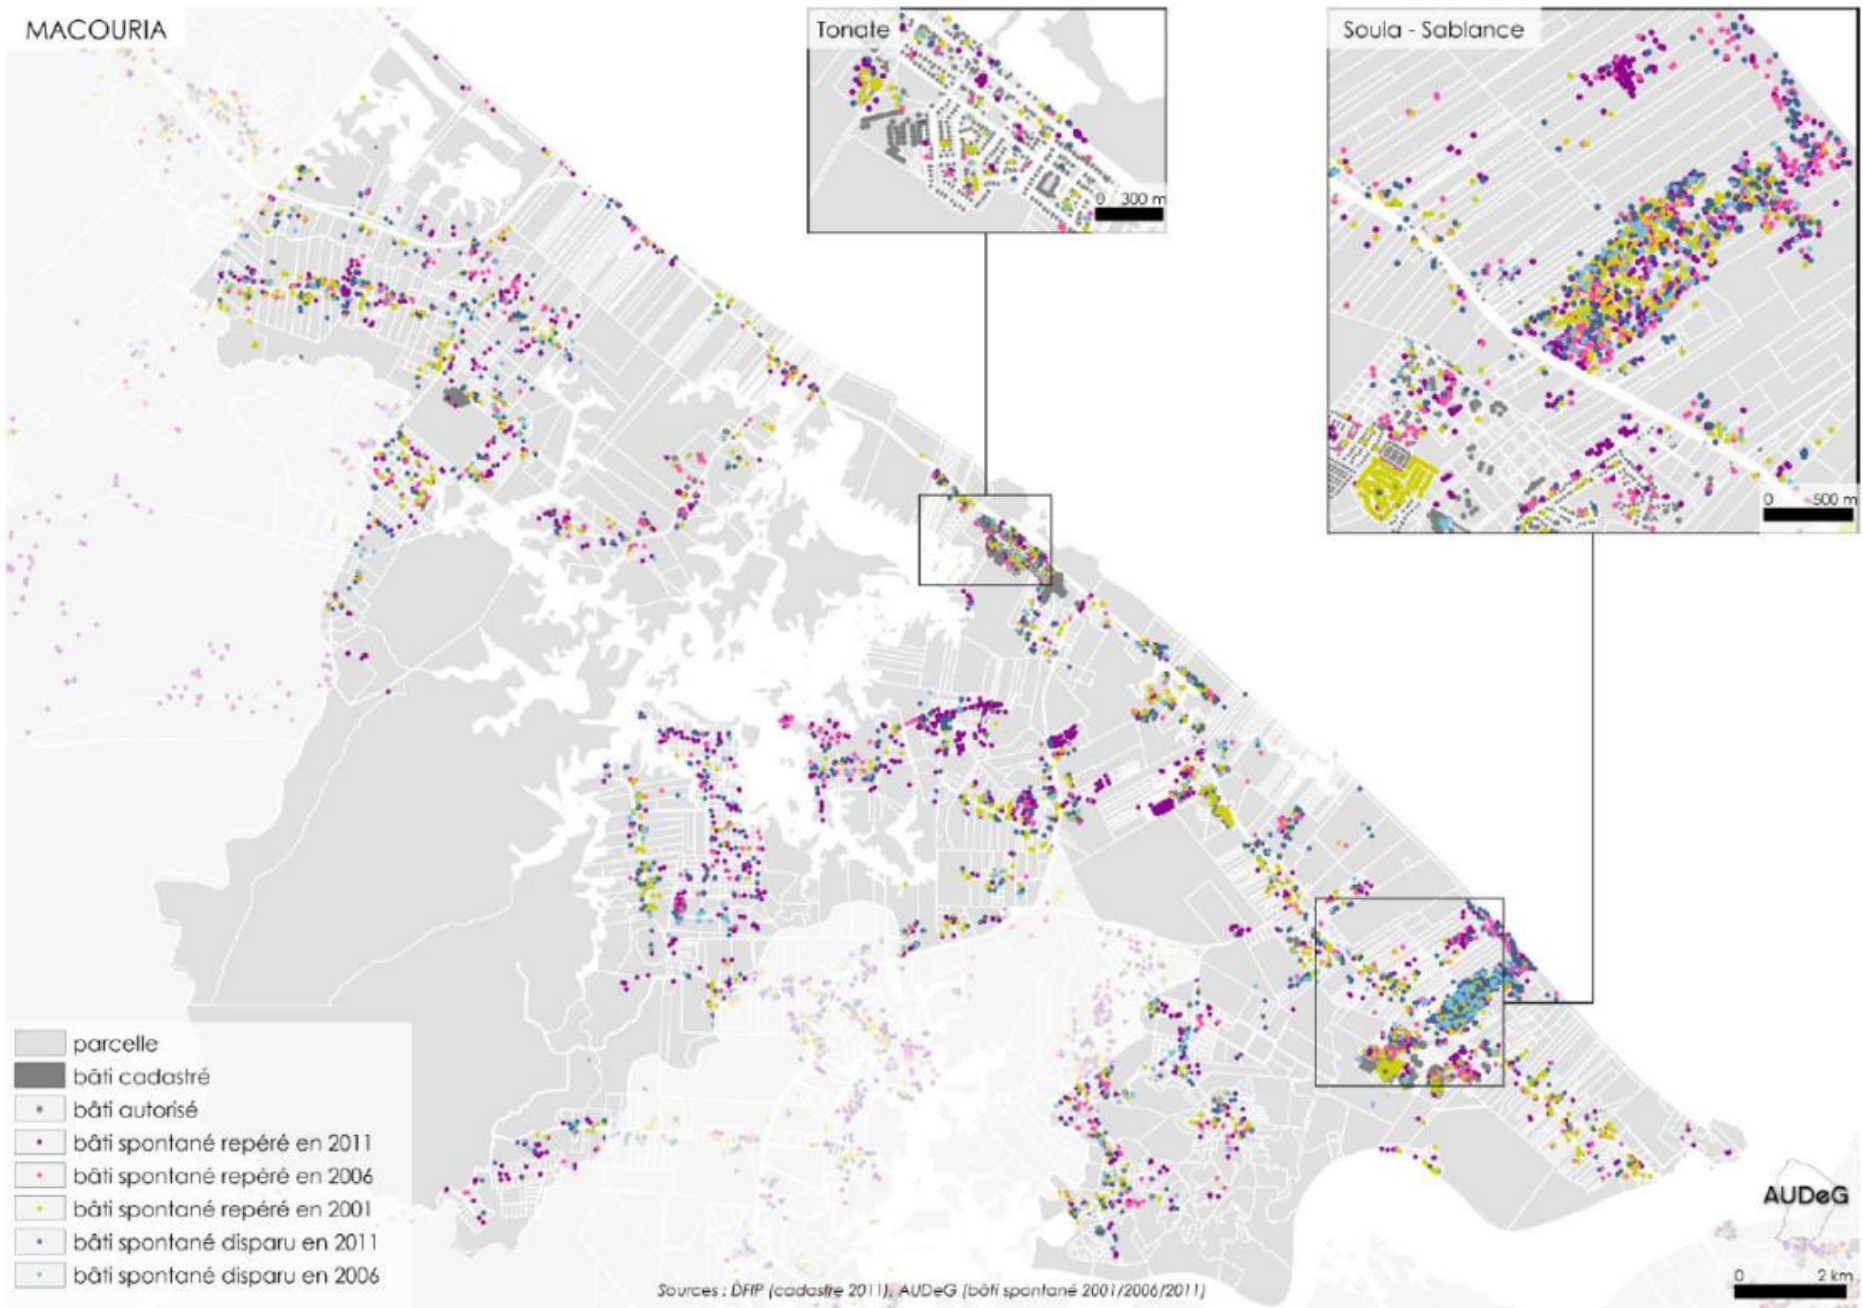 MACOURIA
Tonate
0 300 m
Soula - Sablance
0 500 m
parcelle
bâti cadastré
bâti autorisé
bâti spontané repéré en 2011
bâti spontané repéré en 2006
bâti spontané repéré en 2001
bâti spontané disparu en 2011
bâti spontané disparu en 2006
Sources : DFIP (cadastre 2011), AUDeG (bâti spontané 2001/2006/2011)
AUDeG
0 2 km